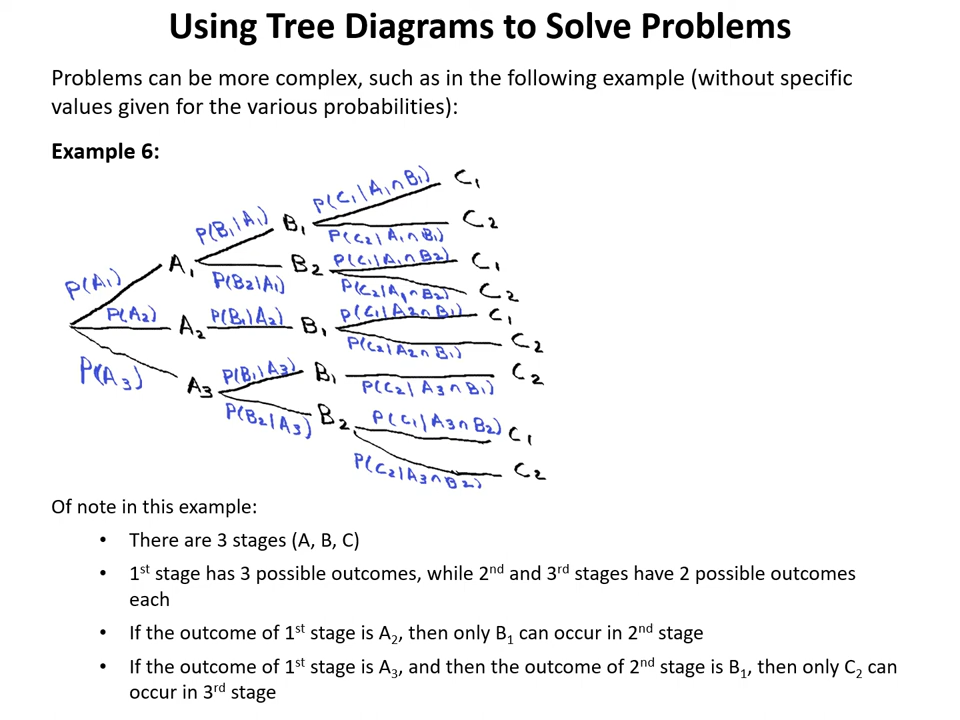 Using Tree Diagrams to Solve Problems
Problems can be more complex, such as in the following example (without specific
values given for the various probabilities):
Example 6:
P(C₁|A₁∩B₁) C₁
P(B₁|A₁) B₁ C₂
P(C₂|A₁∩B₁)
A₁ B₂ P(C₁|A₁∩B₂) C₁
P(A₁) P(B₂|A₁) P(C₂|A₁∩B₂) C₂
P(A₂) A₂ P(B₁|A₂) B₁ P(C₁|A₂∩B₁) C₁
P(C₂|A₂∩B₁) C₂
P(A₃) A₃ P(B₁|A₃) B₁ C₂
P(C₂|A₃∩B₁)
P(B₂|A₃) B₂ P(C₁|A₃∩B₂) C₁
P(C₂|A₃∩B₂) C₂
Of note in this example:
• There are 3 stages (A, B, C)
• 1st stage has 3 possible outcomes, while 2nd and 3rd stages have 2 possible outcomes
each
• If the outcome of 1st stage is A₂, then only B₁ can occur in 2nd stage
• If the outcome of 1st stage is A₃, and then the outcome of 2nd stage is B₁, then only C₂ can
occur in 3rd stage